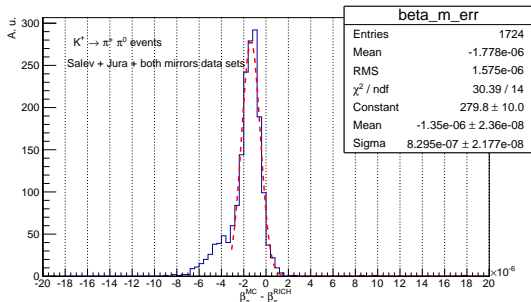 A. u.
300
250
200
150
100
50
0
K⁺ → π⁺ π⁰ events
Salev + Jura + both mirrors data sets
beta_m_err
Entries 1724
Mean -1.778e-06
RMS 1.575e-06
χ² / ndf 30.39 / 14
Constant 279.8 ± 10.0
Mean -1.35e-06 ± 2.36e-08
Sigma 8.295e-07 ± 2.177e-08
-20 -18 -16 -14 -12 -10 -8 -6 -4 -2 0 2 4 6 8 10 12 14 16 18 20
×10⁻⁶
β^MC - β^RICH